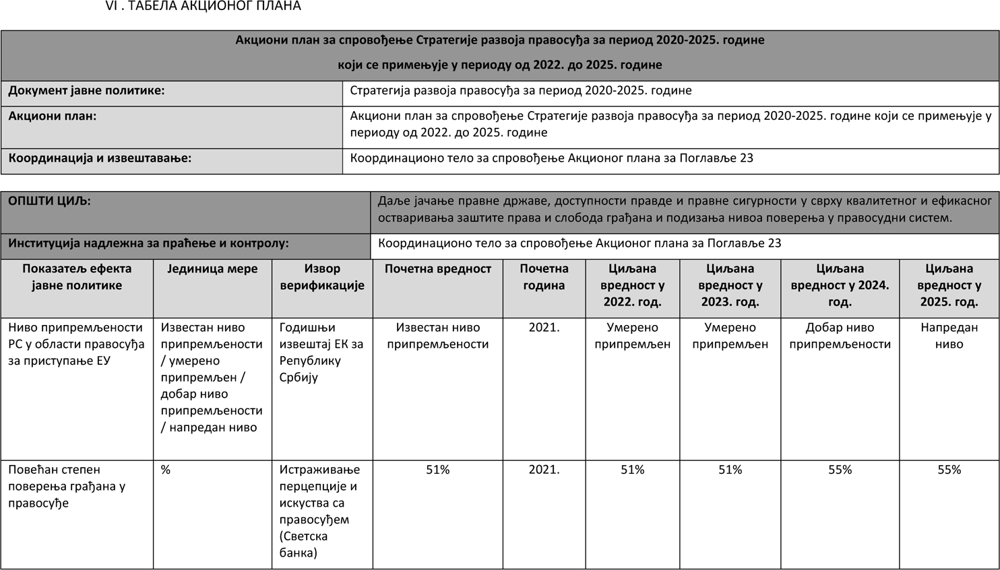 VI . ТАБЕЛА АКЦИОНОГ ПЛАНА
Акциони план за спровођење Стратегије развоја правосуђа за период 2020-2025. године
који се примењује у периоду од 2022. до 2025. године
Документ јавне политике:
Стратегија развоја правосуђа за период 2020-2025. године
Акциони план:
Акциони план за спровођење Стратегије развоја правосуђа за период 2020-2025. године који се примењује у
периоду од 2022. до 2025. године
Координација и извештавање:
Координационо тело за спровођење Акционог плана за Поглавље 23
ОПШТИ ЦИЉ:
Даље јачање правне државе, доступности правде и правне сигурности у сврху квалитетног и ефикасног
остваривања заштите права и слобода грађана и подизања нивоа поверења у правосудни систем.
Институција надлежна за праћење и контролу:
Координационо тело за спровођење Акционог плана за Поглавље 23
Показатељ ефекта
јавне политике
Јединица мере
Извор
верификације
Почетна вредност
Почетна
година
Циљана
вредност у
2022. год.
Циљана
вредност у
2023. год.
Циљана
вредност у 2024.
год.
Циљана
вредност у
2025. год.
Ниво припремљености
РС у области правосуђа
за приступање ЕУ
Известан ниво
припремљености
/ умерено
припремљен /
добар ниво
припремљености
/ напредан ниво
Годишњи
извештај ЕК за
Републику
Србију
Известан ниво
припремљености
2021.
Умерено
припремљен
Умерено
припремљен
Добар ниво
припремљености
Напредан
ниво
Повећан степен
поверења грађана у
правосуђе
%
Истраживање
перцепције и
искуства са
правосуђем
(Светска
банка)
51%
2021.
51%
51%
55%
55%